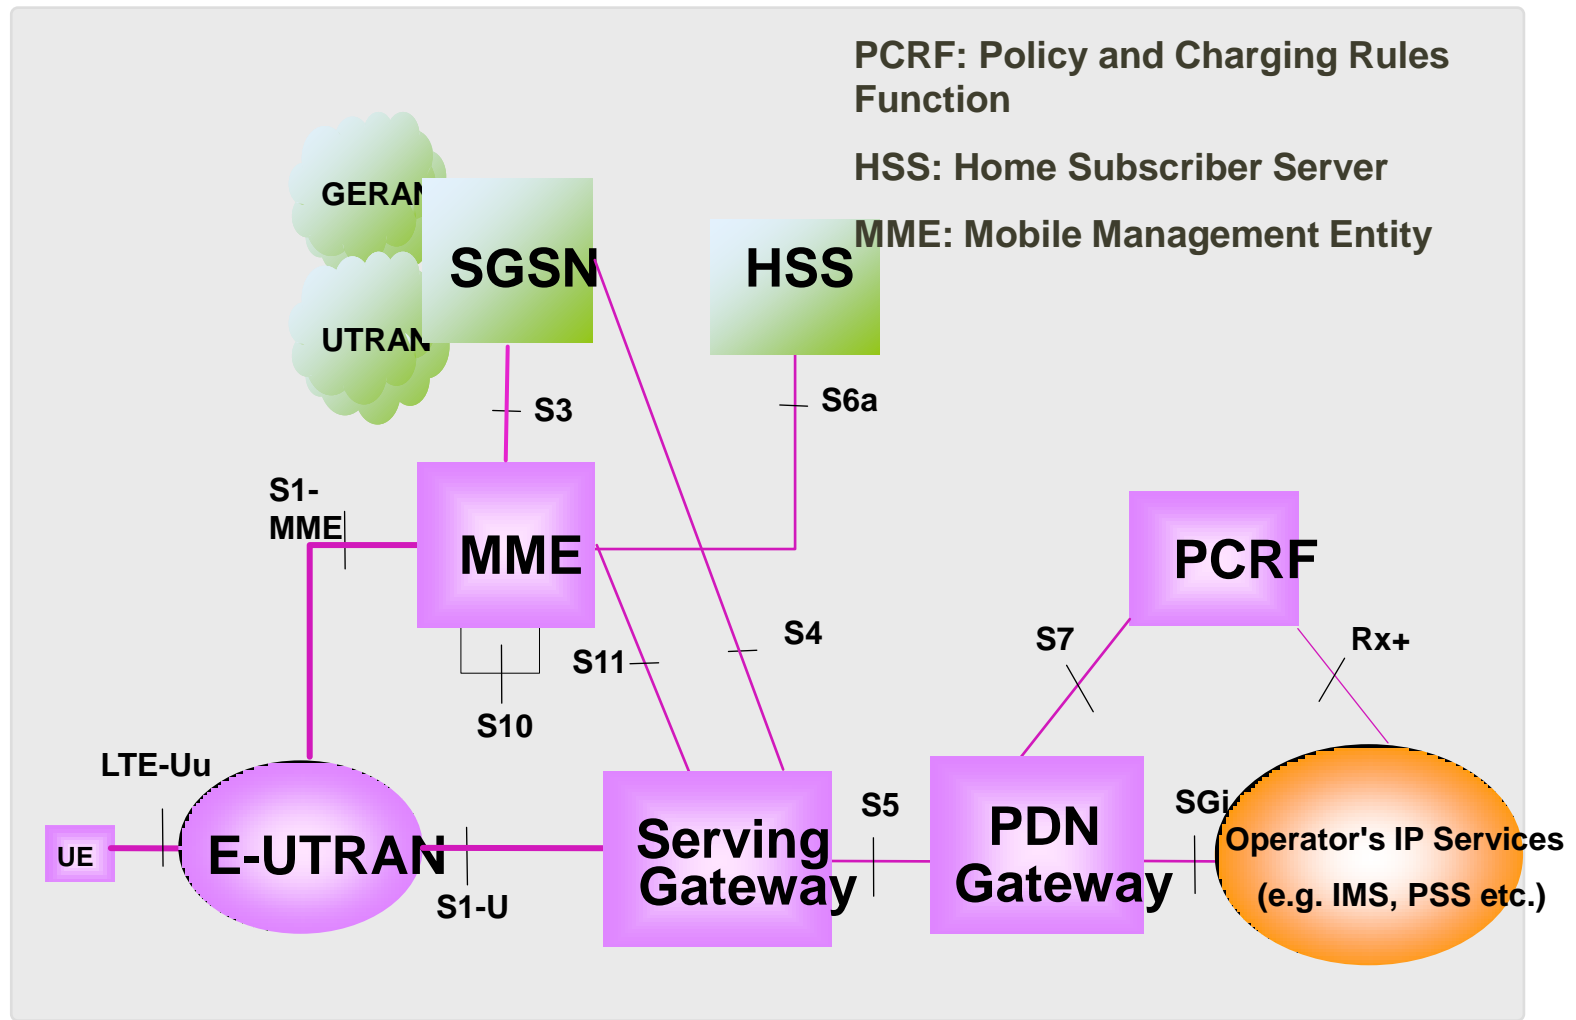 PCRF: Policy and Charging Rules
Function
HSS: Home Subscriber Server
MME: Mobile Management Entity
GERAN
SGSN
HSS
UTRAN
S3
S6a
S1-
MME
MME
PCRF
S11
S4
S7
Rx+
S10
LTE-Uu
UE
E-UTRAN
S1-U
Serving
Gateway
S5
PDN
Gateway
SGi
Operator's IP Services
(e.g. IMS, PSS etc.)